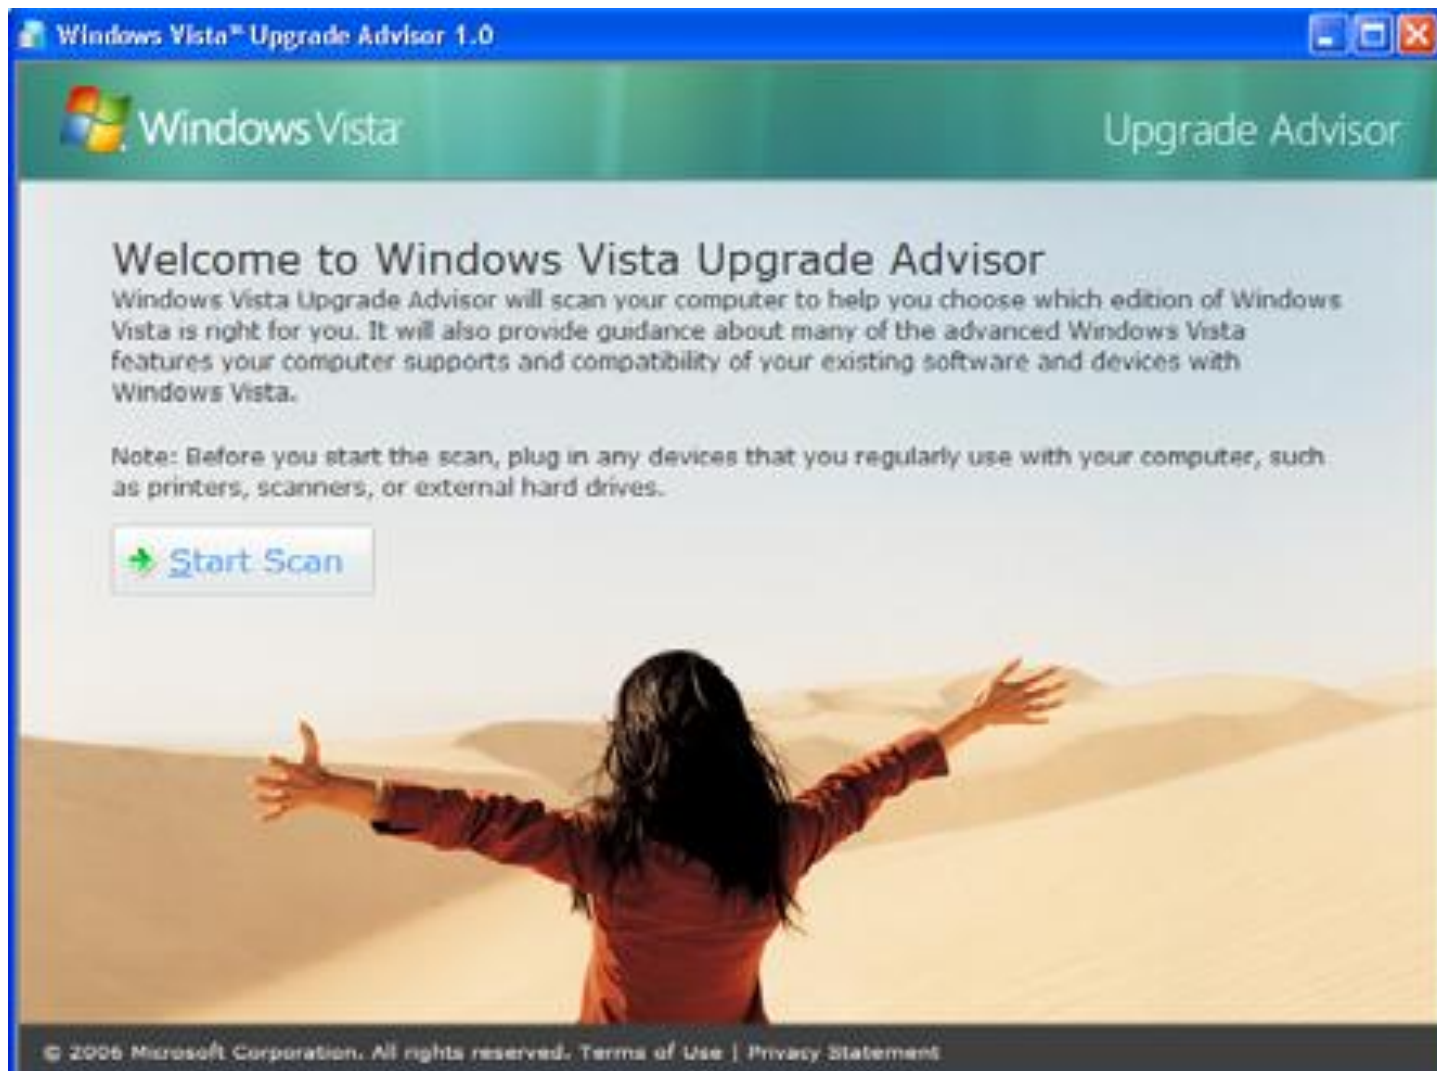 Windows Vista™ Upgrade Advisor 1.0
Windows Vista™
Upgrade Advisor
Welcome to Windows Vista Upgrade Advisor
Windows Vista Upgrade Advisor will scan your computer to help you choose which edition of Windows
Vista is right for you. It will also provide guidance about many of the advanced Windows Vista
features your computer supports and compatibility of your existing software and devices with
Windows Vista.
Note: Before you start the scan, plug in any devices that you regularly use with your computer, such
as printers, scanners, or external hard drives.
Start Scan
© 2006 Microsoft Corporation. All rights reserved. Terms of Use | Privacy Statement